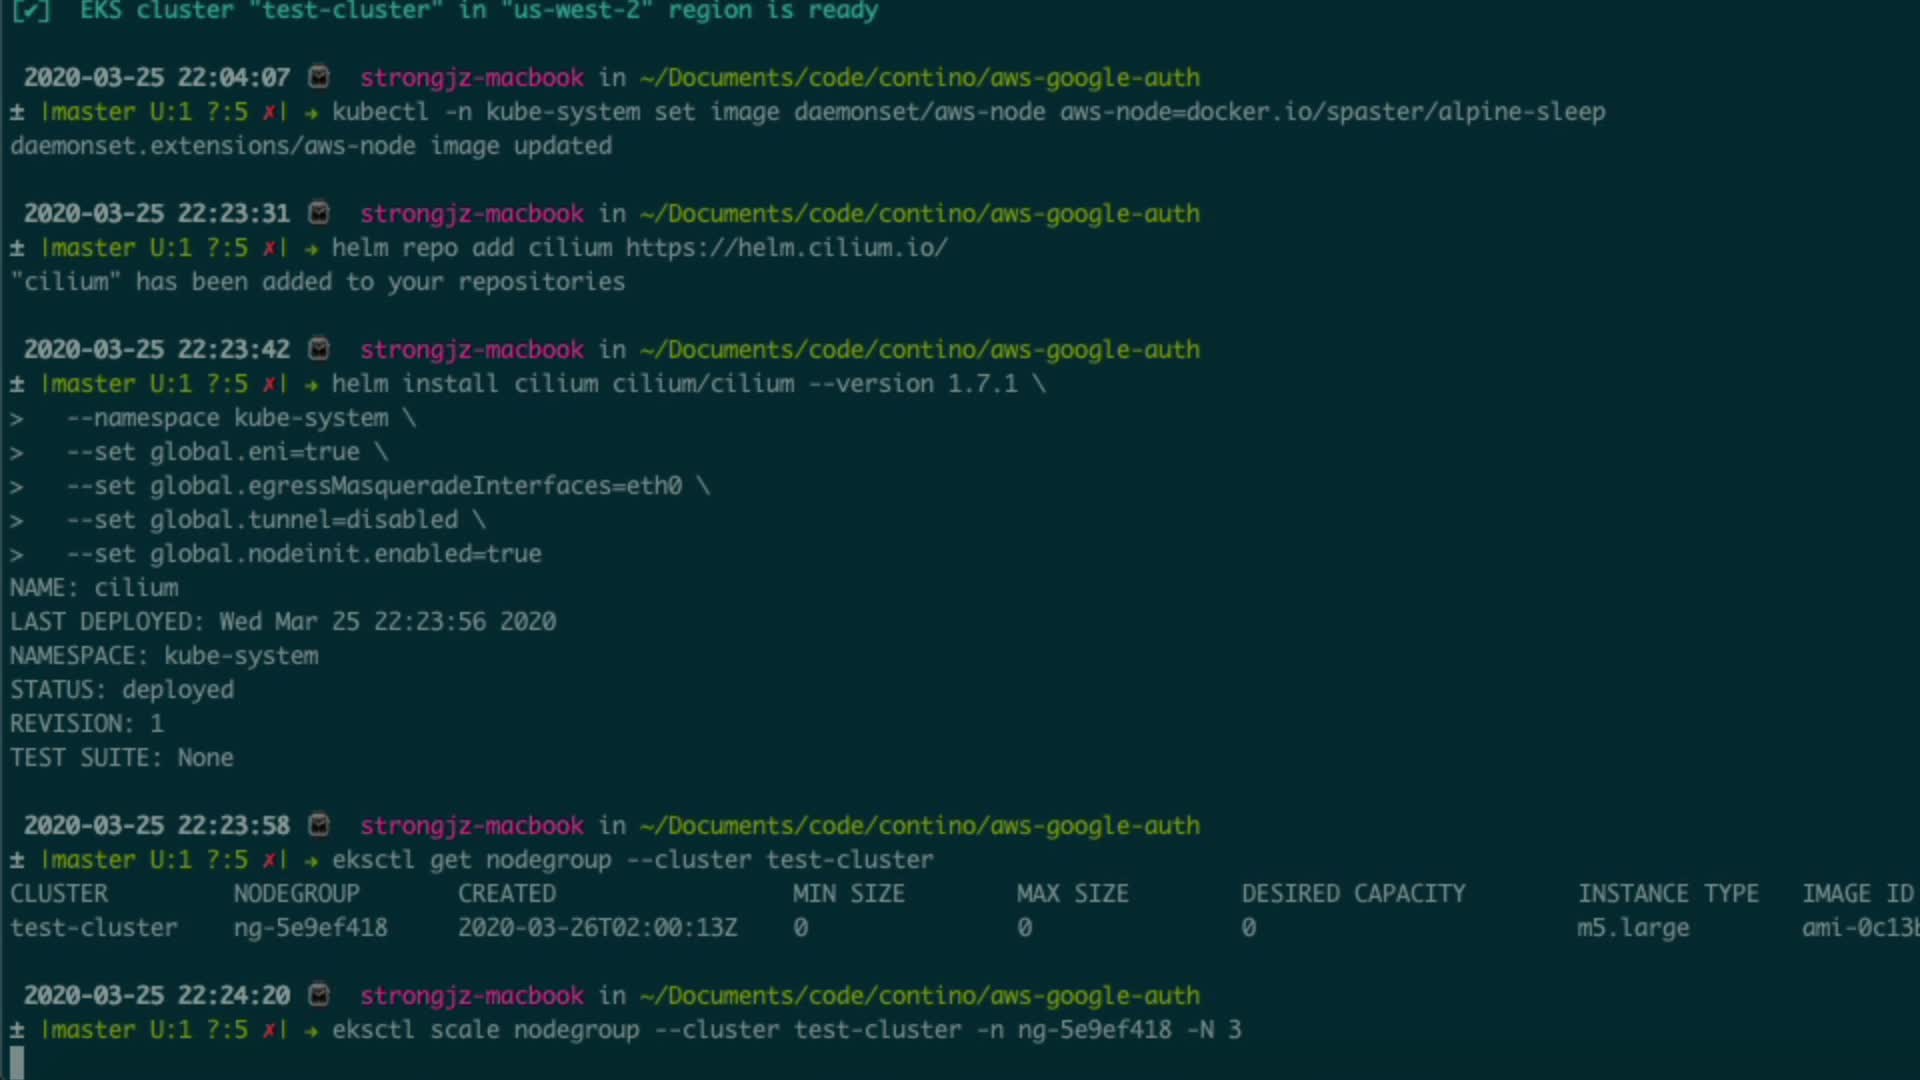 [✔]  EKS cluster "test-cluster" in "us-west-2" region is ready
2020-03-25 22:04:07 strongjz-macbook in ~/Documents/code/contino/aws-google-auth
± |master U:1 ?:5 ✗| → kubectl -n kube-system set image daemonset/aws-node aws-node=docker.io/spaster/alpine-sleep
daemonset.extensions/aws-node image updated
2020-03-25 22:23:31 strongjz-macbook in ~/Documents/code/contino/aws-google-auth
± |master U:1 ?:5 ✗| → helm repo add cilium https://helm.cilium.io/
"cilium" has been added to your repositories
2020-03-25 22:23:42 strongjz-macbook in ~/Documents/code/contino/aws-google-auth
± |master U:1 ?:5 ✗| → helm install cilium cilium/cilium --version 1.7.1 \
>   --namespace kube-system \
>   --set global.eni=true \
>   --set global.egressMasqueradeInterfaces=eth0 \
>   --set global.tunnel=disabled \
>   --set global.nodeinit.enabled=true
NAME: cilium
LAST DEPLOYED: Wed Mar 25 22:23:56 2020
NAMESPACE: kube-system
STATUS: deployed
REVISION: 1
TEST SUITE: None
2020-03-25 22:23:58 strongjz-macbook in ~/Documents/code/contino/aws-google-auth
± |master U:1 ?:5 ✗| → eksctl get nodegroup --cluster test-cluster
CLUSTER NODEGROUP CREATED MIN SIZE MAX SIZE DESIRED CAPACITY INSTANCE TYPE IMAGE ID
test-cluster ng-5e9ef418 2020-03-26T02:00:13Z 0 0 0 m5.large ami-0c13b
2020-03-25 22:24:20 strongjz-macbook in ~/Documents/code/contino/aws-google-auth
± |master U:1 ?:5 ✗| → eksctl scale nodegroup --cluster test-cluster -n ng-5e9ef418 -N 3